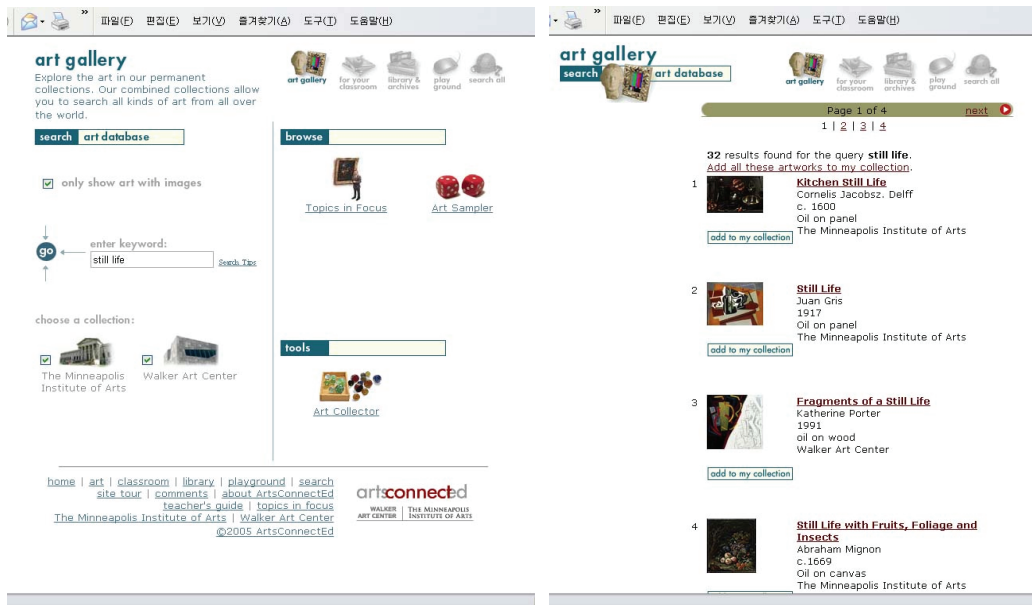 » 파일(F) 편집(E) 보기(V) 즐겨찾기(A) 도구(T) 도움말(H)
art gallery
Explore the art in our permanent
collections. Our combined collections allow
you to search all kinds of art from all over
the world.
art gallery
for your classroom
library & archives
play ground
search all
search art database
only show art with images
go
enter keyword:
still life
Search Tips
choose a collection:
The Minneapolis
Institute of Arts
Walker Art Center
browse
Topics in Focus
Art Sampler
tools
Art Collector
home | art | classroom | library | playground | search
site tour | comments | about ArtsConnectEd
teacher's guide | topics in focus
The Minneapolis Institute of Arts | Walker Art Center
©2005 ArtsConnectEd
artsconnected
WALKER ART CENTER
THE MINNEAPOLIS INSTITUTE OF ARTS
» 파일(F) 편집(E) 보기(V) 즐겨찾기(A) 도구(T) 도움말(H)
art gallery
search art database
art gallery
for your classroom
library & archives
play ground
search all
Page 1 of 4 next
1 | 2 | 3 | 4
32 results found for the query still life.
Add all these artworks to my collection.
1
Kitchen Still Life
Cornelis Jacobsz. Delff
c. 1600
Oil on panel
The Minneapolis Institute of Arts
add to my collection
2
Still Life
Juan Gris
1917
Oil on panel
The Minneapolis Institute of Arts
add to my collection
3
Fragments of a Still Life
Katherine Porter
1991
oil on wood
Walker Art Center
add to my collection
4
Still Life with Fruits, Foliage and
Insects
Abraham Mignon
c.1669
Oil on canvas
The Minneapolis Institute of Arts